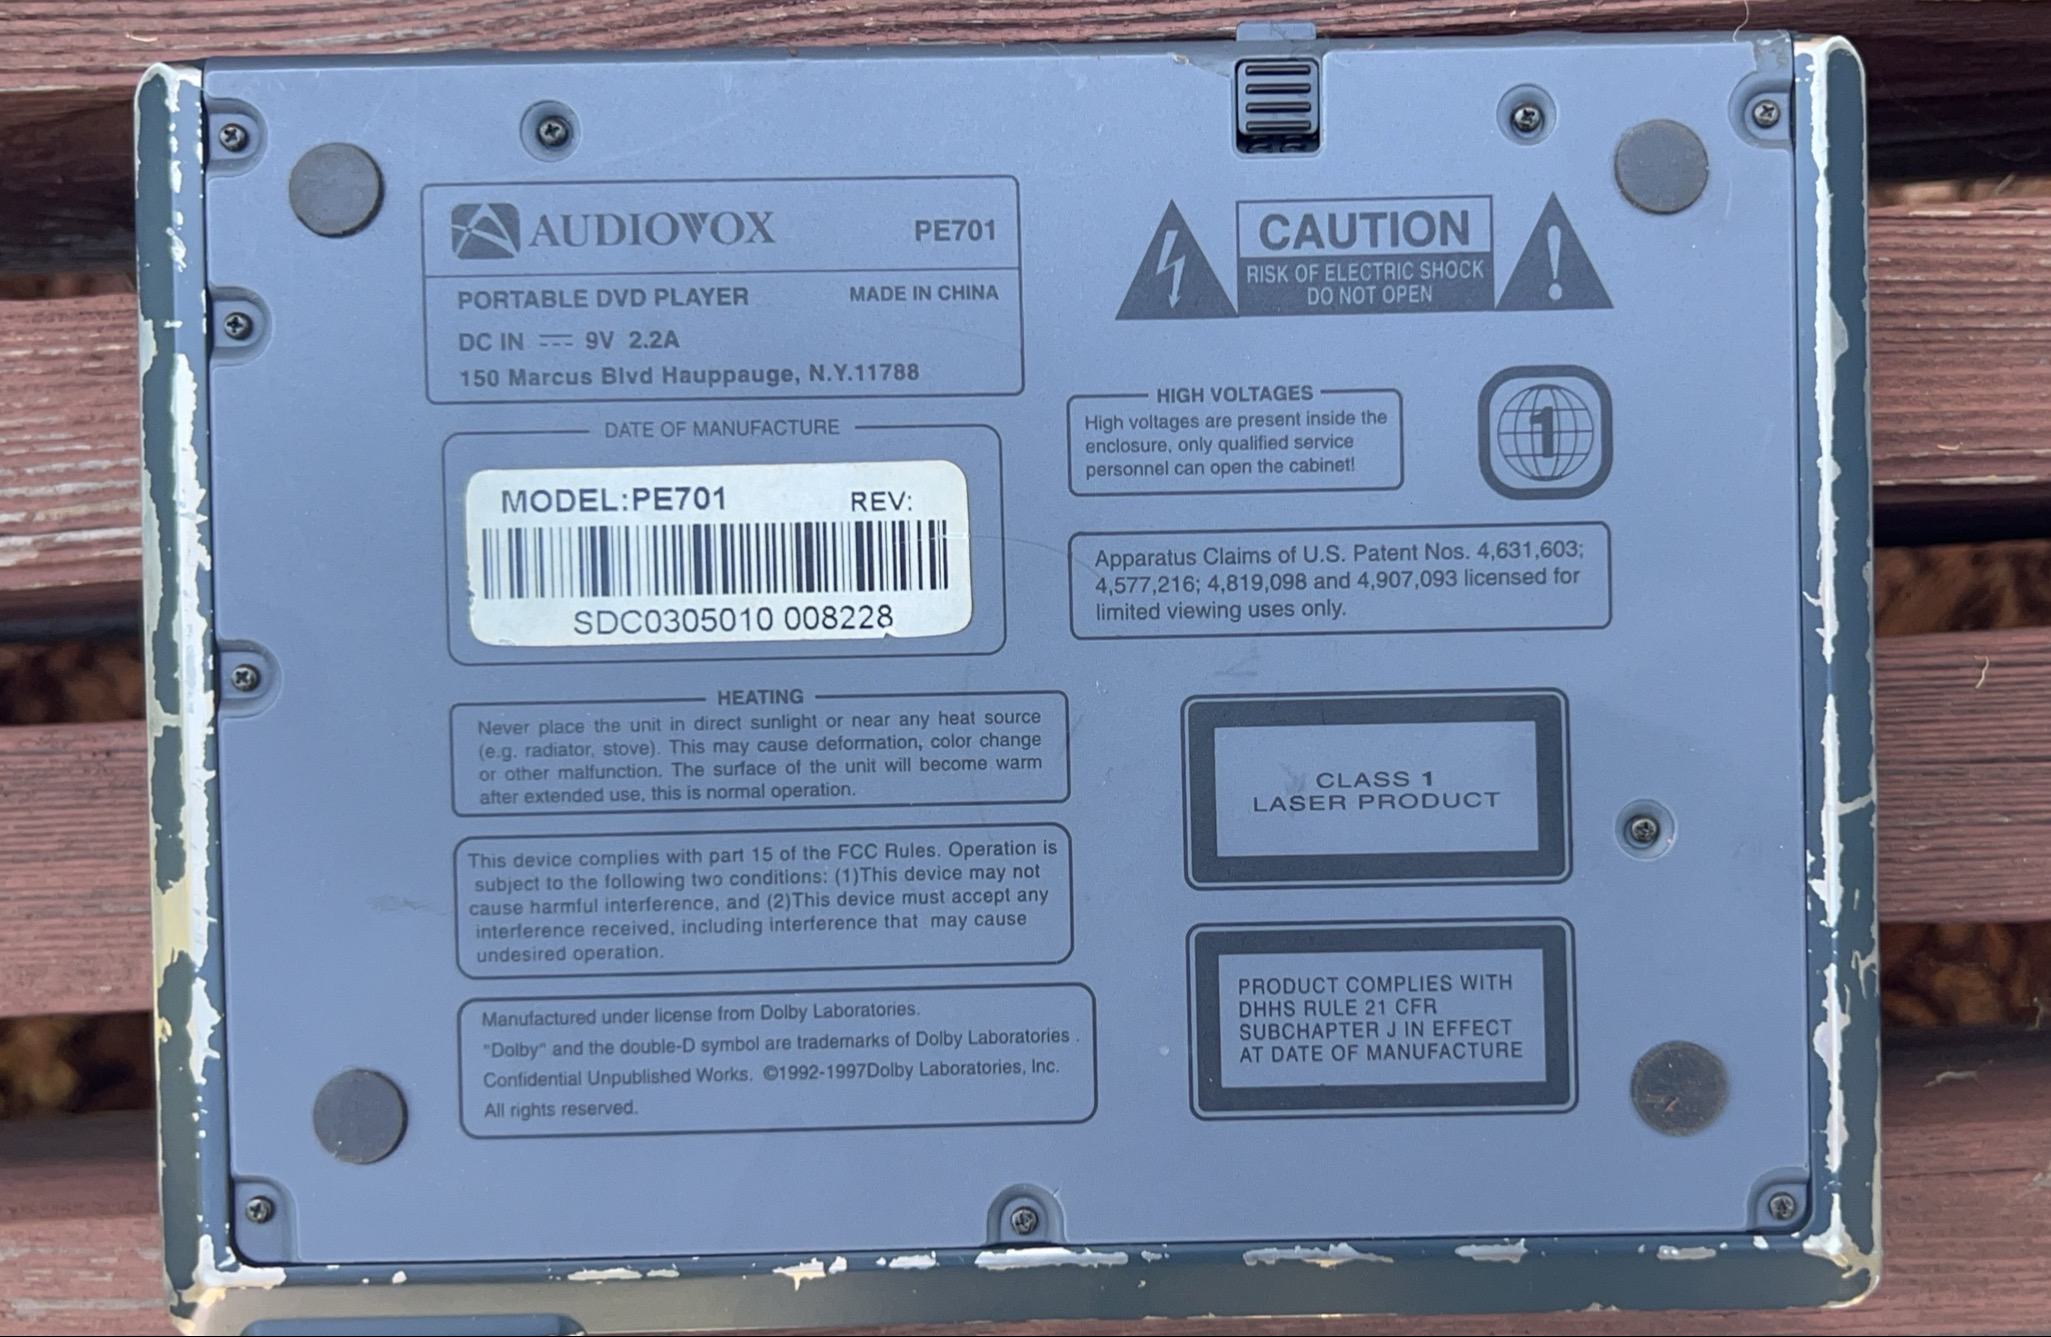 AUDIOVOX PE701
PORTABLE DVD PLAYER MADE IN CHINA
DC IN 9V 2.2A
150 Marcus Blvd Hauppauge, N.Y.11788
DATE OF MANUFACTURE
MODEL:PE701 REV:
SDC0305010 008228
HEATING
Never place the unit in direct sunlight or near any heat source
(e.g. radiator, stove). This may cause deformation, color change
or other malfunction. The surface of the unit will become warm
after extended use, this is normal operation.
This device complies with part 15 of the FCC Rules. Operation is
subject to the following two conditions: (1)This device may not
cause harmful interference, and (2)This device must accept any
interference received, including interference that may cause
undesired operation.
Manufactured under license from Dolby Laboratories.
"Dolby" and the double-D symbol are trademarks of Dolby Laboratories .
Confidential Unpublished Works. ©1992-1997Dolby Laboratories, Inc.
All rights reserved.
CAUTION
RISK OF ELECTRIC SHOCK
DO NOT OPEN
HIGH VOLTAGES
High voltages are present inside the
enclosure, only qualified service
personnel can open the cabinet!
1
Apparatus Claims of U.S. Patent Nos. 4,631,603;
4,577,216; 4,819,098 and 4,907,093 licensed for
limited viewing uses only.
CLASS 1
LASER PRODUCT
PRODUCT COMPLIES WITH
DHHS RULE 21 CFR
SUBCHAPTER J IN EFFECT
AT DATE OF MANUFACTURE